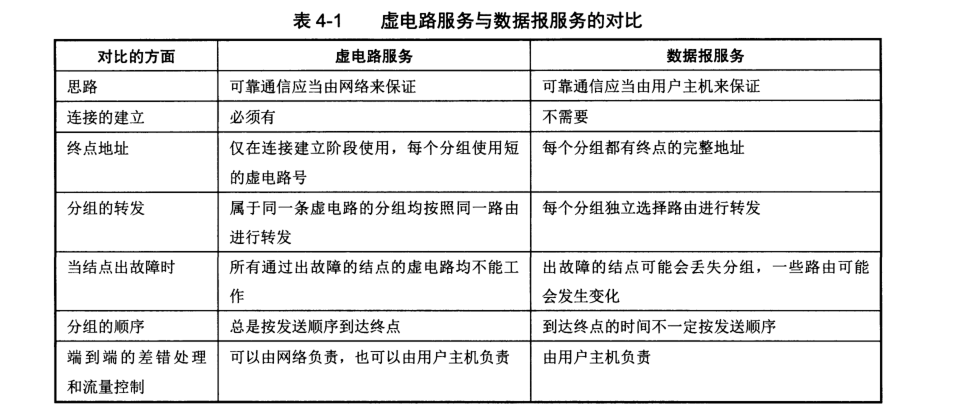 表 4-1 虚电路服务与数据报服务的对比
对比的方面 虚电路服务 数据报服务
思路 可靠通信应当由网络来保证 可靠通信应当由用户主机来保证
连接的建立 必须有 不需要
终点地址 仅在连接建立阶段使用，每个分组使用短 每个分组都有终点的完整地址
的虚电路号
分组的转发 属于同一条虚电路的分组均按照同一路由 每个分组独立选择路由进行转发
进行转发
当结点出故障时 所有通过出故障的结点的虚电路均不能工 出故障的结点可能会丢失分组，一些路由可能
作 会发生变化
分组的顺序 总是按发送顺序到达终点 到达终点的时间不一定按发送顺序
端到端的差错处理 可以由网络负责，也可以由用户主机负责 由用户主机负责
和流量控制